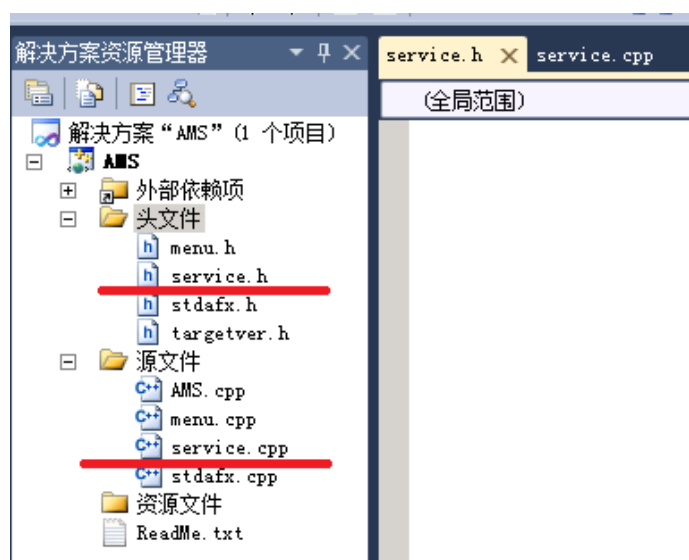 解决方案资源管理器
service.h
service.cpp
(全局范围)
解决方案“AMS”(1 个项目)
AMS
外部依赖项
头文件
menu.h
service.h
stdafx.h
targetver.h
源文件
AMS.cpp
menu.cpp
service.cpp
stdafx.cpp
资源文件
ReadMe.txt